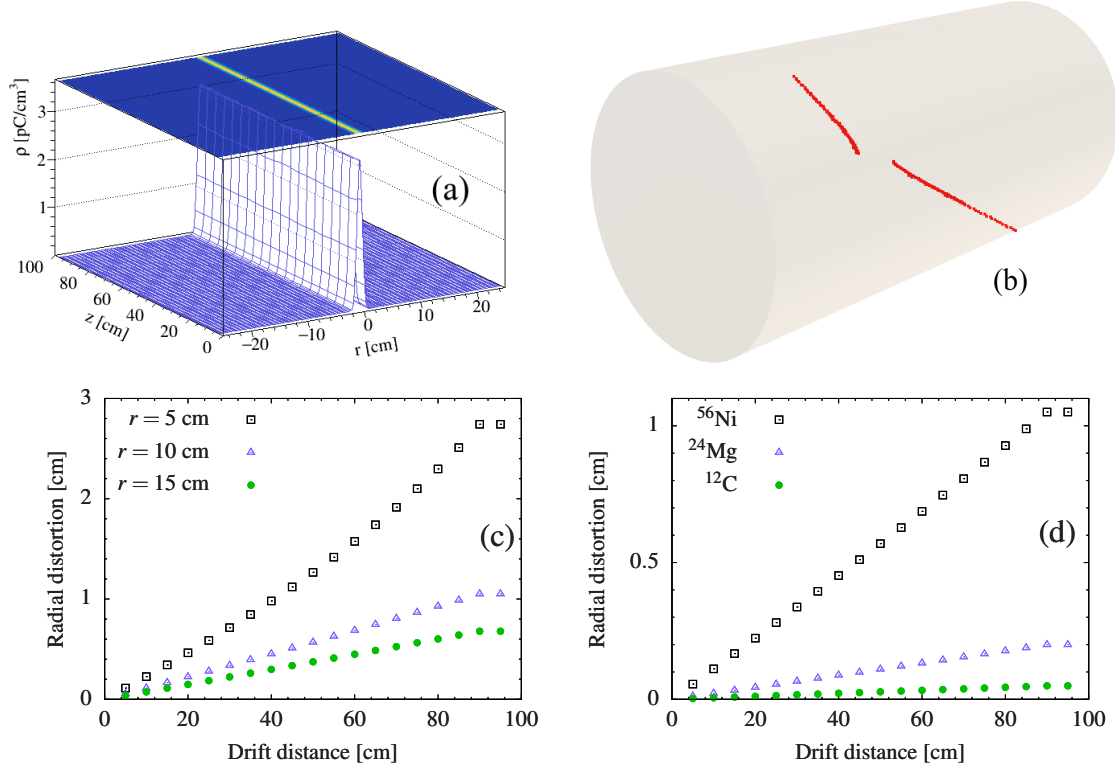 ρ [pC/cm³]
3
2
1
100
80
60
40
20
0
z [cm]
−20
−10
0
10
20
r [cm]
(a)
(b)
3
2
1
0
0
20
40
60
80
100
Radial distortion [cm]
Drift distance [cm]
r = 5 cm
r = 10 cm
r = 15 cm
(c)
1
0.5
0
0
20
40
60
80
100
Radial distortion [cm]
Drift distance [cm]
⁵⁶Ni
²⁴Mg
¹²C
(d)